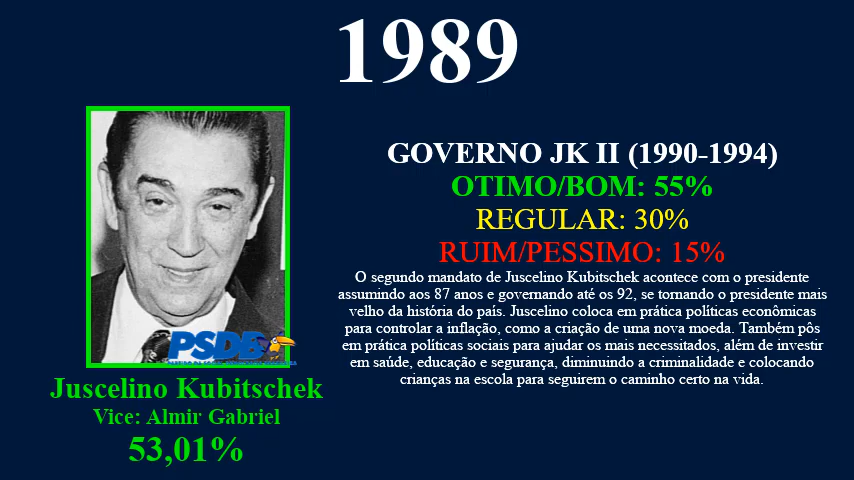 1989
GOVERNO JK II (1990-1994)
OTIMO/BOM: 55%
REGULAR: 30%
RUIM/PESSIMO: 15%
O segundo mandato de Juscelino Kubitschek acontece com o presidente
assumindo aos 87 anos e governando até os 92, se tornando o presidente mais
velho da história do país. Juscelino coloca em prática políticas econômicas
para controlar a inflação, como a criação de uma nova moeda. Também pôs
em prática políticas sociais para ajudar os mais necessitados, além de investir
em saúde, educação e segurança, diminuindo a criminalidade e colocando
crianças na escola para seguirem o caminho certo na vida.
PSDB
Juscelino Kubitschek
Vice: Almir Gabriel
53,01%